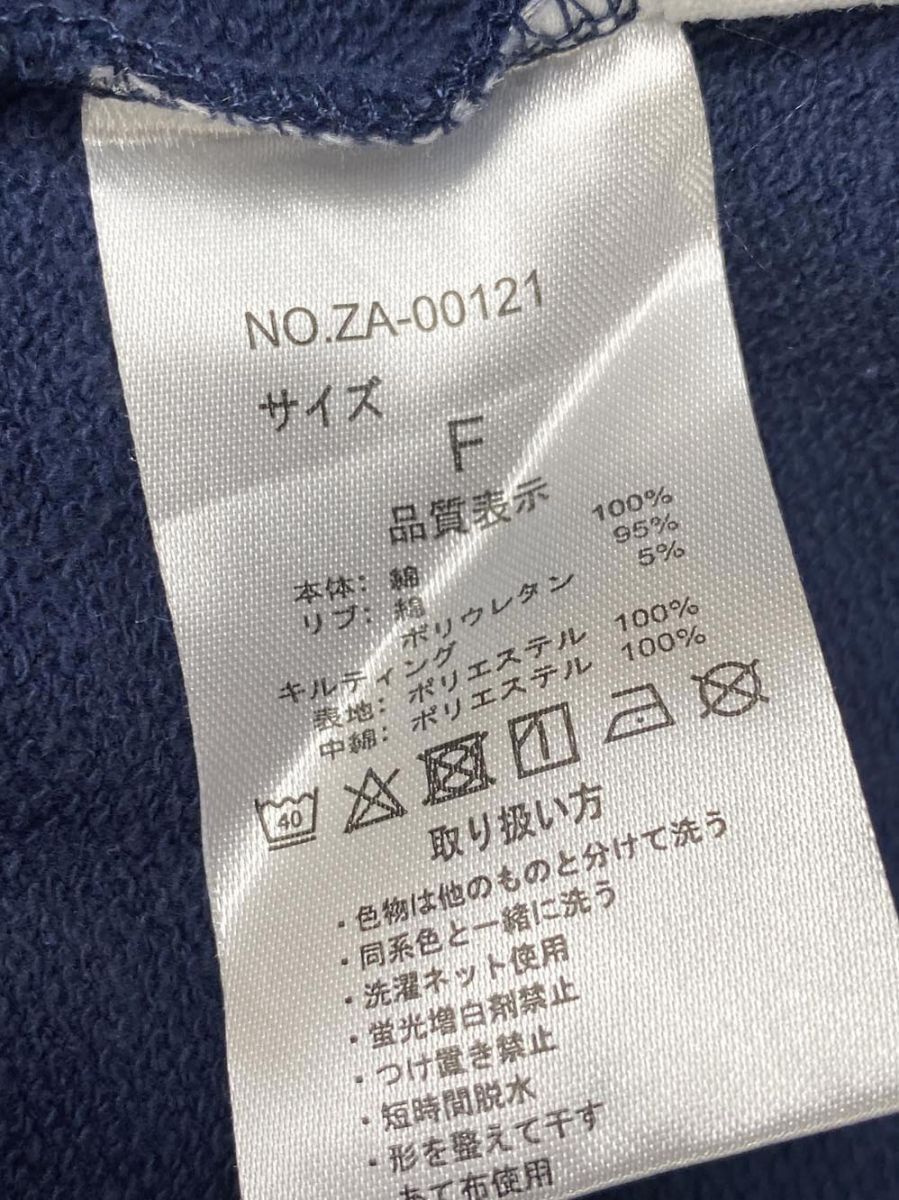 NO.ZA-00121
サイズ
F
品質表示
本体: 綿 100%
リブ: 綿 95%
ポリウレタン 5%
キルティング
表地: ポリエステル 100%
中綿: ポリエステル 100%
40
取り扱い方
・色物は他のものと分けて洗う
・同系色と一緒に洗う
・洗濯ネット使用
・蛍光増白剤禁止
・つけ置き禁止
・短時間脱水
・形を整えて干す
あて布使用